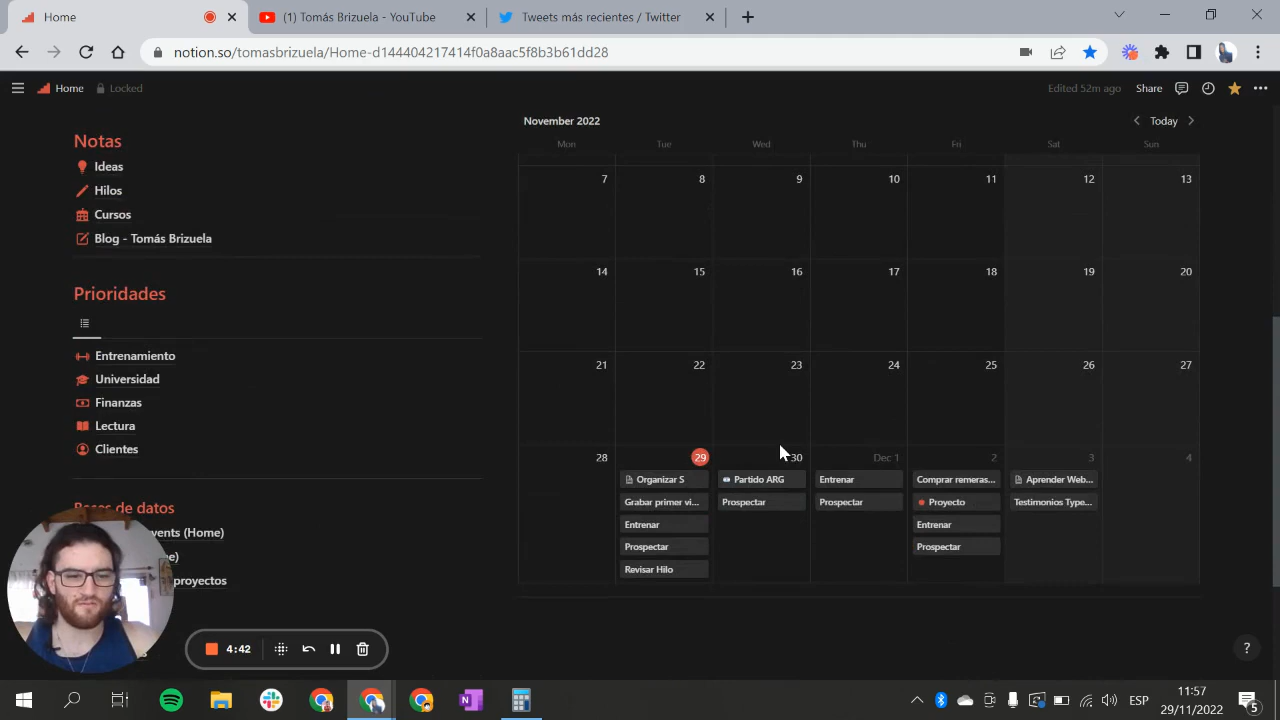 Home
(1) Tomás Brizuela - YouTube
Tweets más recientes / Twitter
notion.so/tomasbrizuela/Home-d144404217414f0a8aac5f8b3b61dd28
Home
Locked
Edited 52m ago
Share
Notas
Ideas
Hilos
Cursos
Blog - Tomás Brizuela
Prioridades
Entrenamiento
Universidad
Finanzas
Lectura
Clientes
de datos
(Home)
proyectos
November 2022
Today
Mon Tue Wed Thu Fri Sat Sun
7 8 9 10 11 12 13
14 15 16 17 18 19 20
21 22 23 24 25 26 27
28 29 30 Dec 1 2 3 4
Organizar S Partido ARG Entrenar Comprar remeras... Aprender Web...
Grabar primer vi... Prospectar Prospectar Proyecto Testimonios Type...
Entrenar Entrenar
Prospectar Prospectar
Revisar Hilo
4:42
?
ESP
11:57
29/11/2022
5